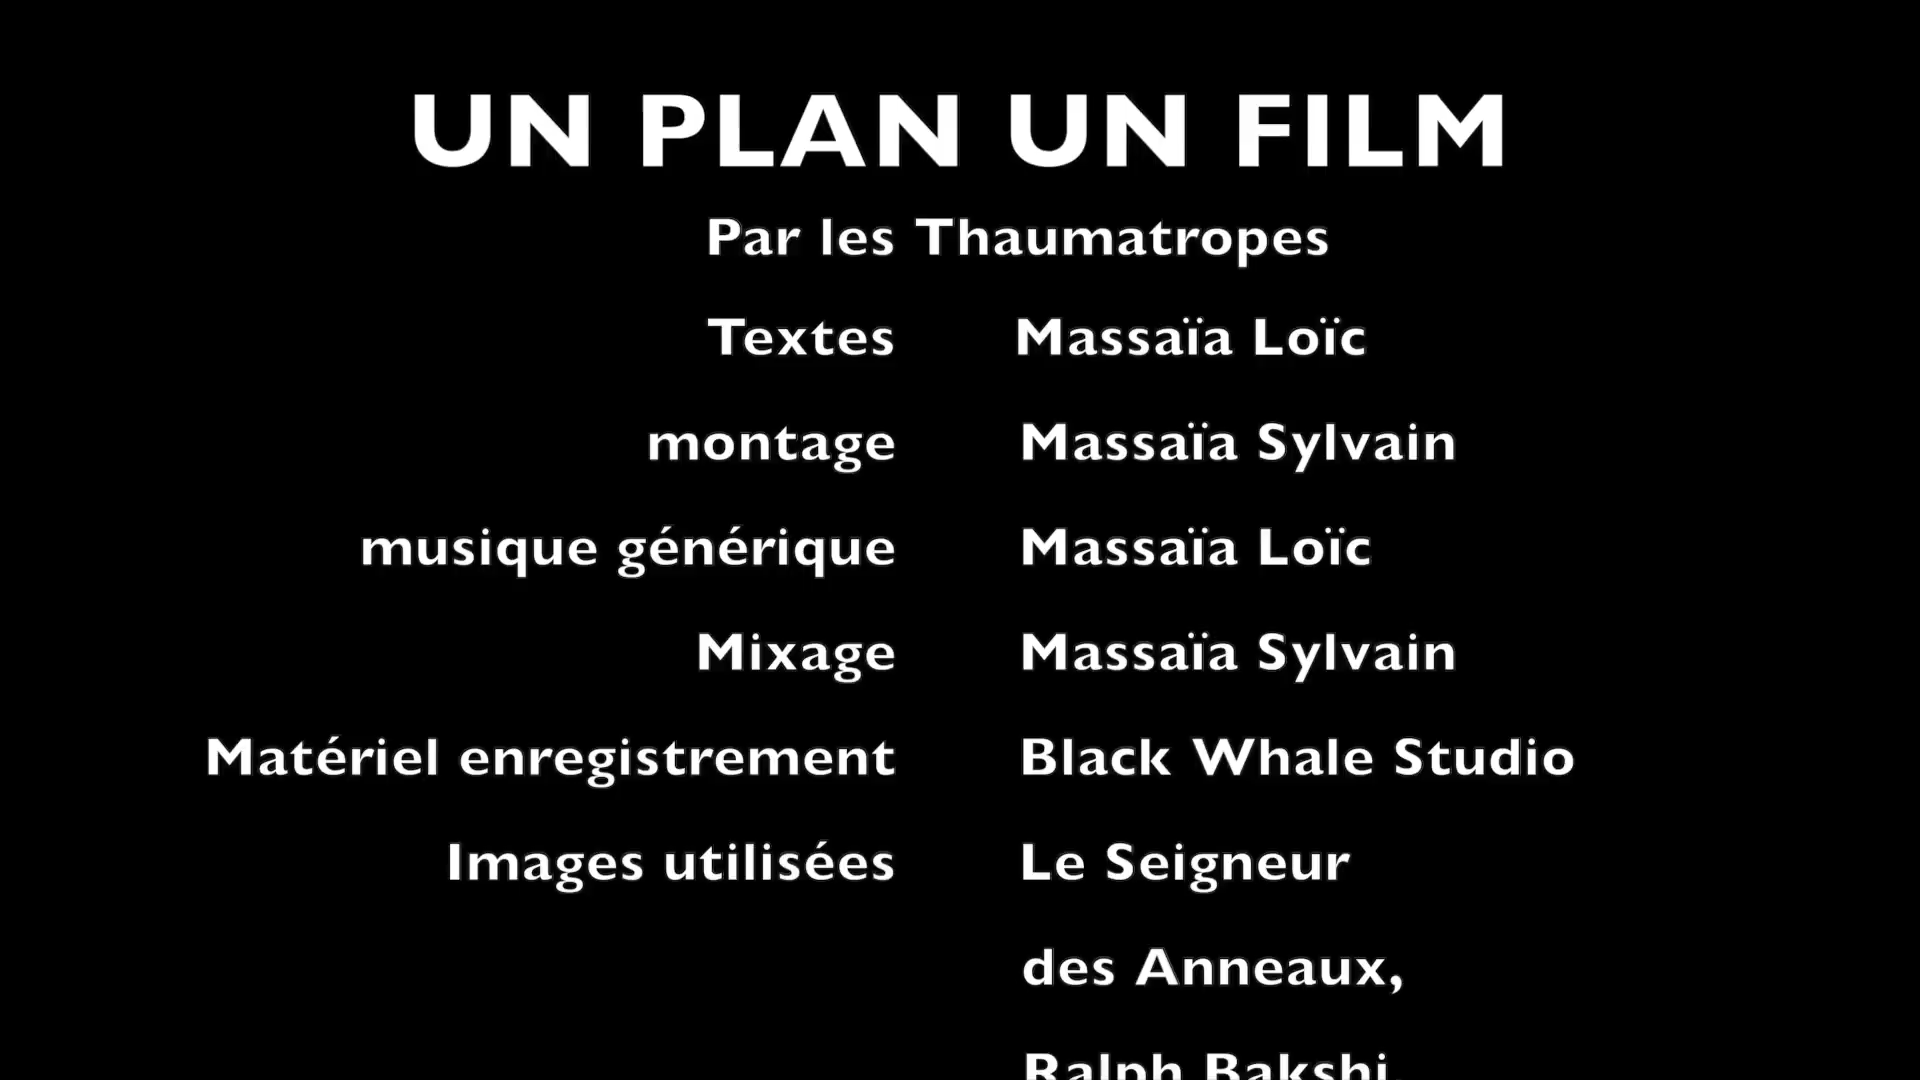 UN PLAN UN FILM
Par les Thaumatropes
Textes Massaïa Loïc
montage Massaïa Sylvain
musique générique Massaïa Loïc
Mixage Massaïa Sylvain
Matériel enregistrement Black Whale Studio
Images utilisées Le Seigneur
des Anneaux,
Ralph Bakshi,